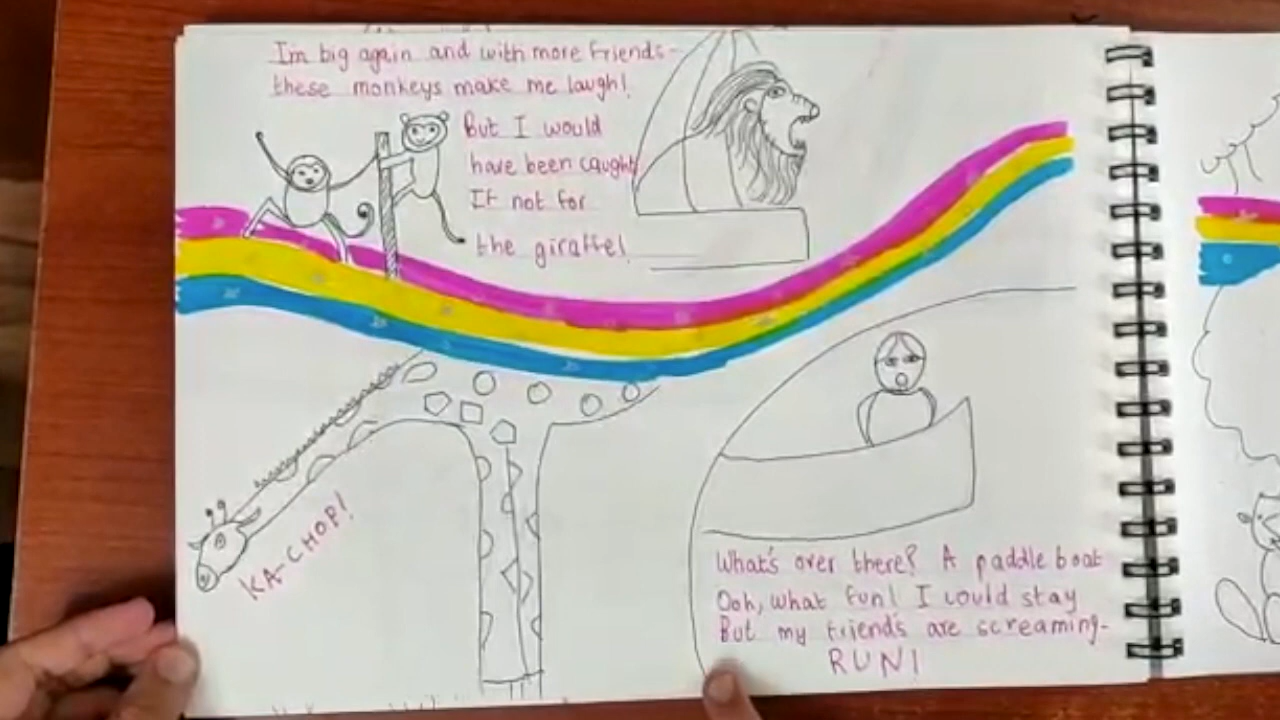 I'm big again and with more friends-
these monkeys make me laugh!
But I would
have been caught
If not for
the giraffe!
KA-CHOP!
What's over there? A paddle boat
Ooh, what fun! I could stay
But my friends are screaming-
RUN!